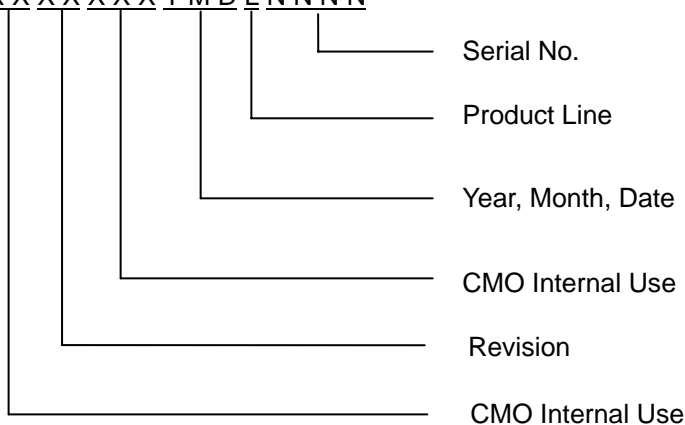 X X X X X X X Y M D L N N N N
Serial No.
Product Line
Year, Month, Date
CMO Internal Use
Revision
CMO Internal Use